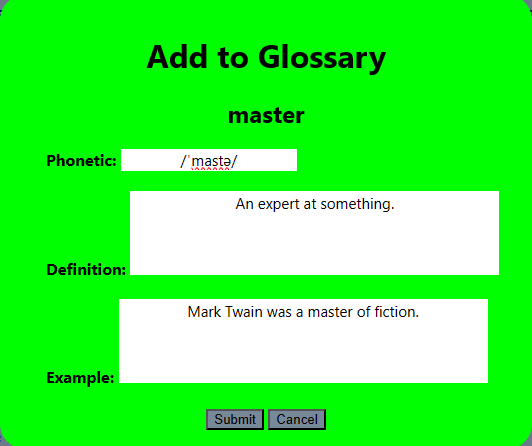 Add to Glossary
master
Phonetic: /ˈmastə/
An expert at something.
Definition:
Mark Twain was a master of fiction.
Example:
Submit Cancel